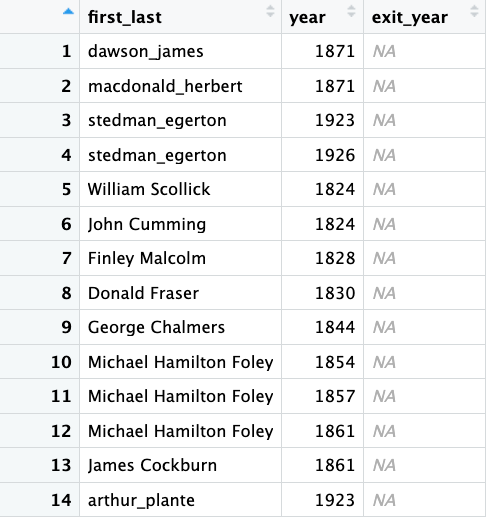 first_last year exit_year
1 dawson_james 1871 NA
2 macdonald_herbert 1871 NA
3 stedman_egerton 1923 NA
4 stedman_egerton 1926 NA
5 William Scollick 1824 NA
6 John Cumming 1824 NA
7 Finley Malcolm 1828 NA
8 Donald Fraser 1830 NA
9 George Chalmers 1844 NA
10 Michael Hamilton Foley 1854 NA
11 Michael Hamilton Foley 1857 NA
12 Michael Hamilton Foley 1861 NA
13 James Cockburn 1861 NA
14 arthur_plante 1923 NA